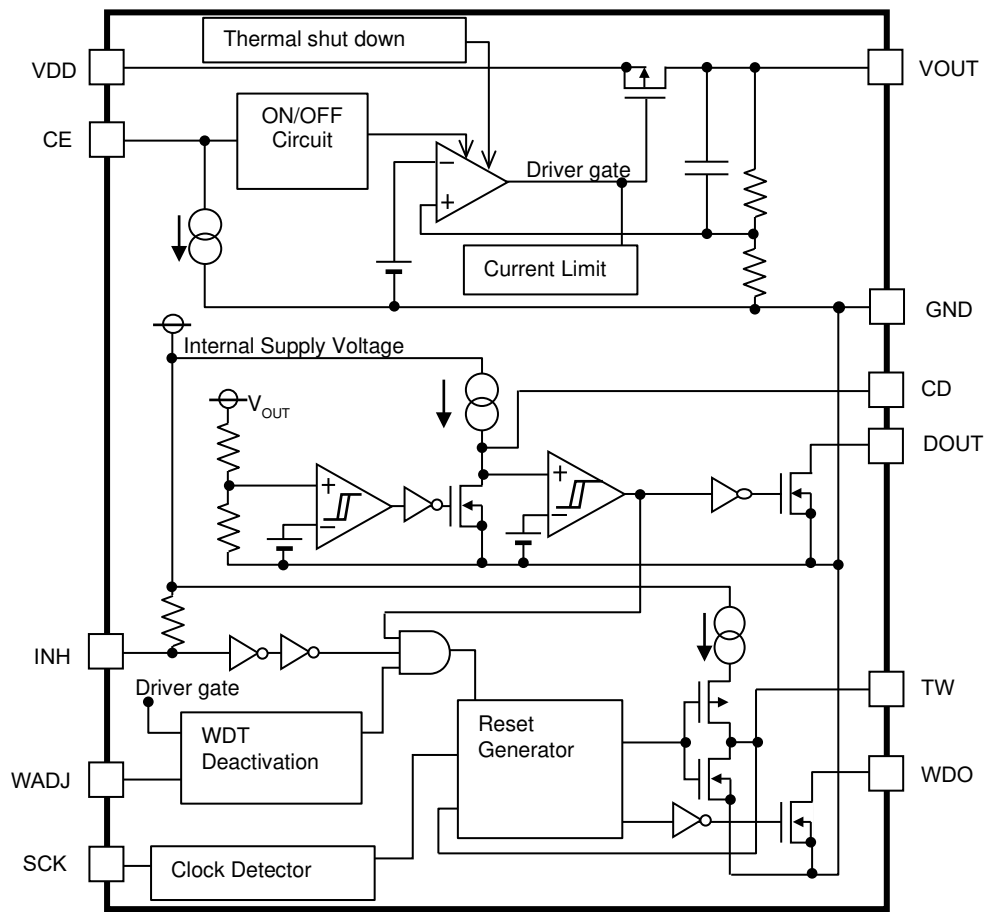 Thermal shut down
VDD
VOUT
CE
ON/OFF
Circuit
−
Driver gate
+
Current Limit
GND
Internal Supply Voltage
CD
VOUT
DOUT
+
−
+
−
INH
Driver gate
TW
WDT
Deactivation
Reset
Generator
WADJ
WDO
SCK
Clock Detector